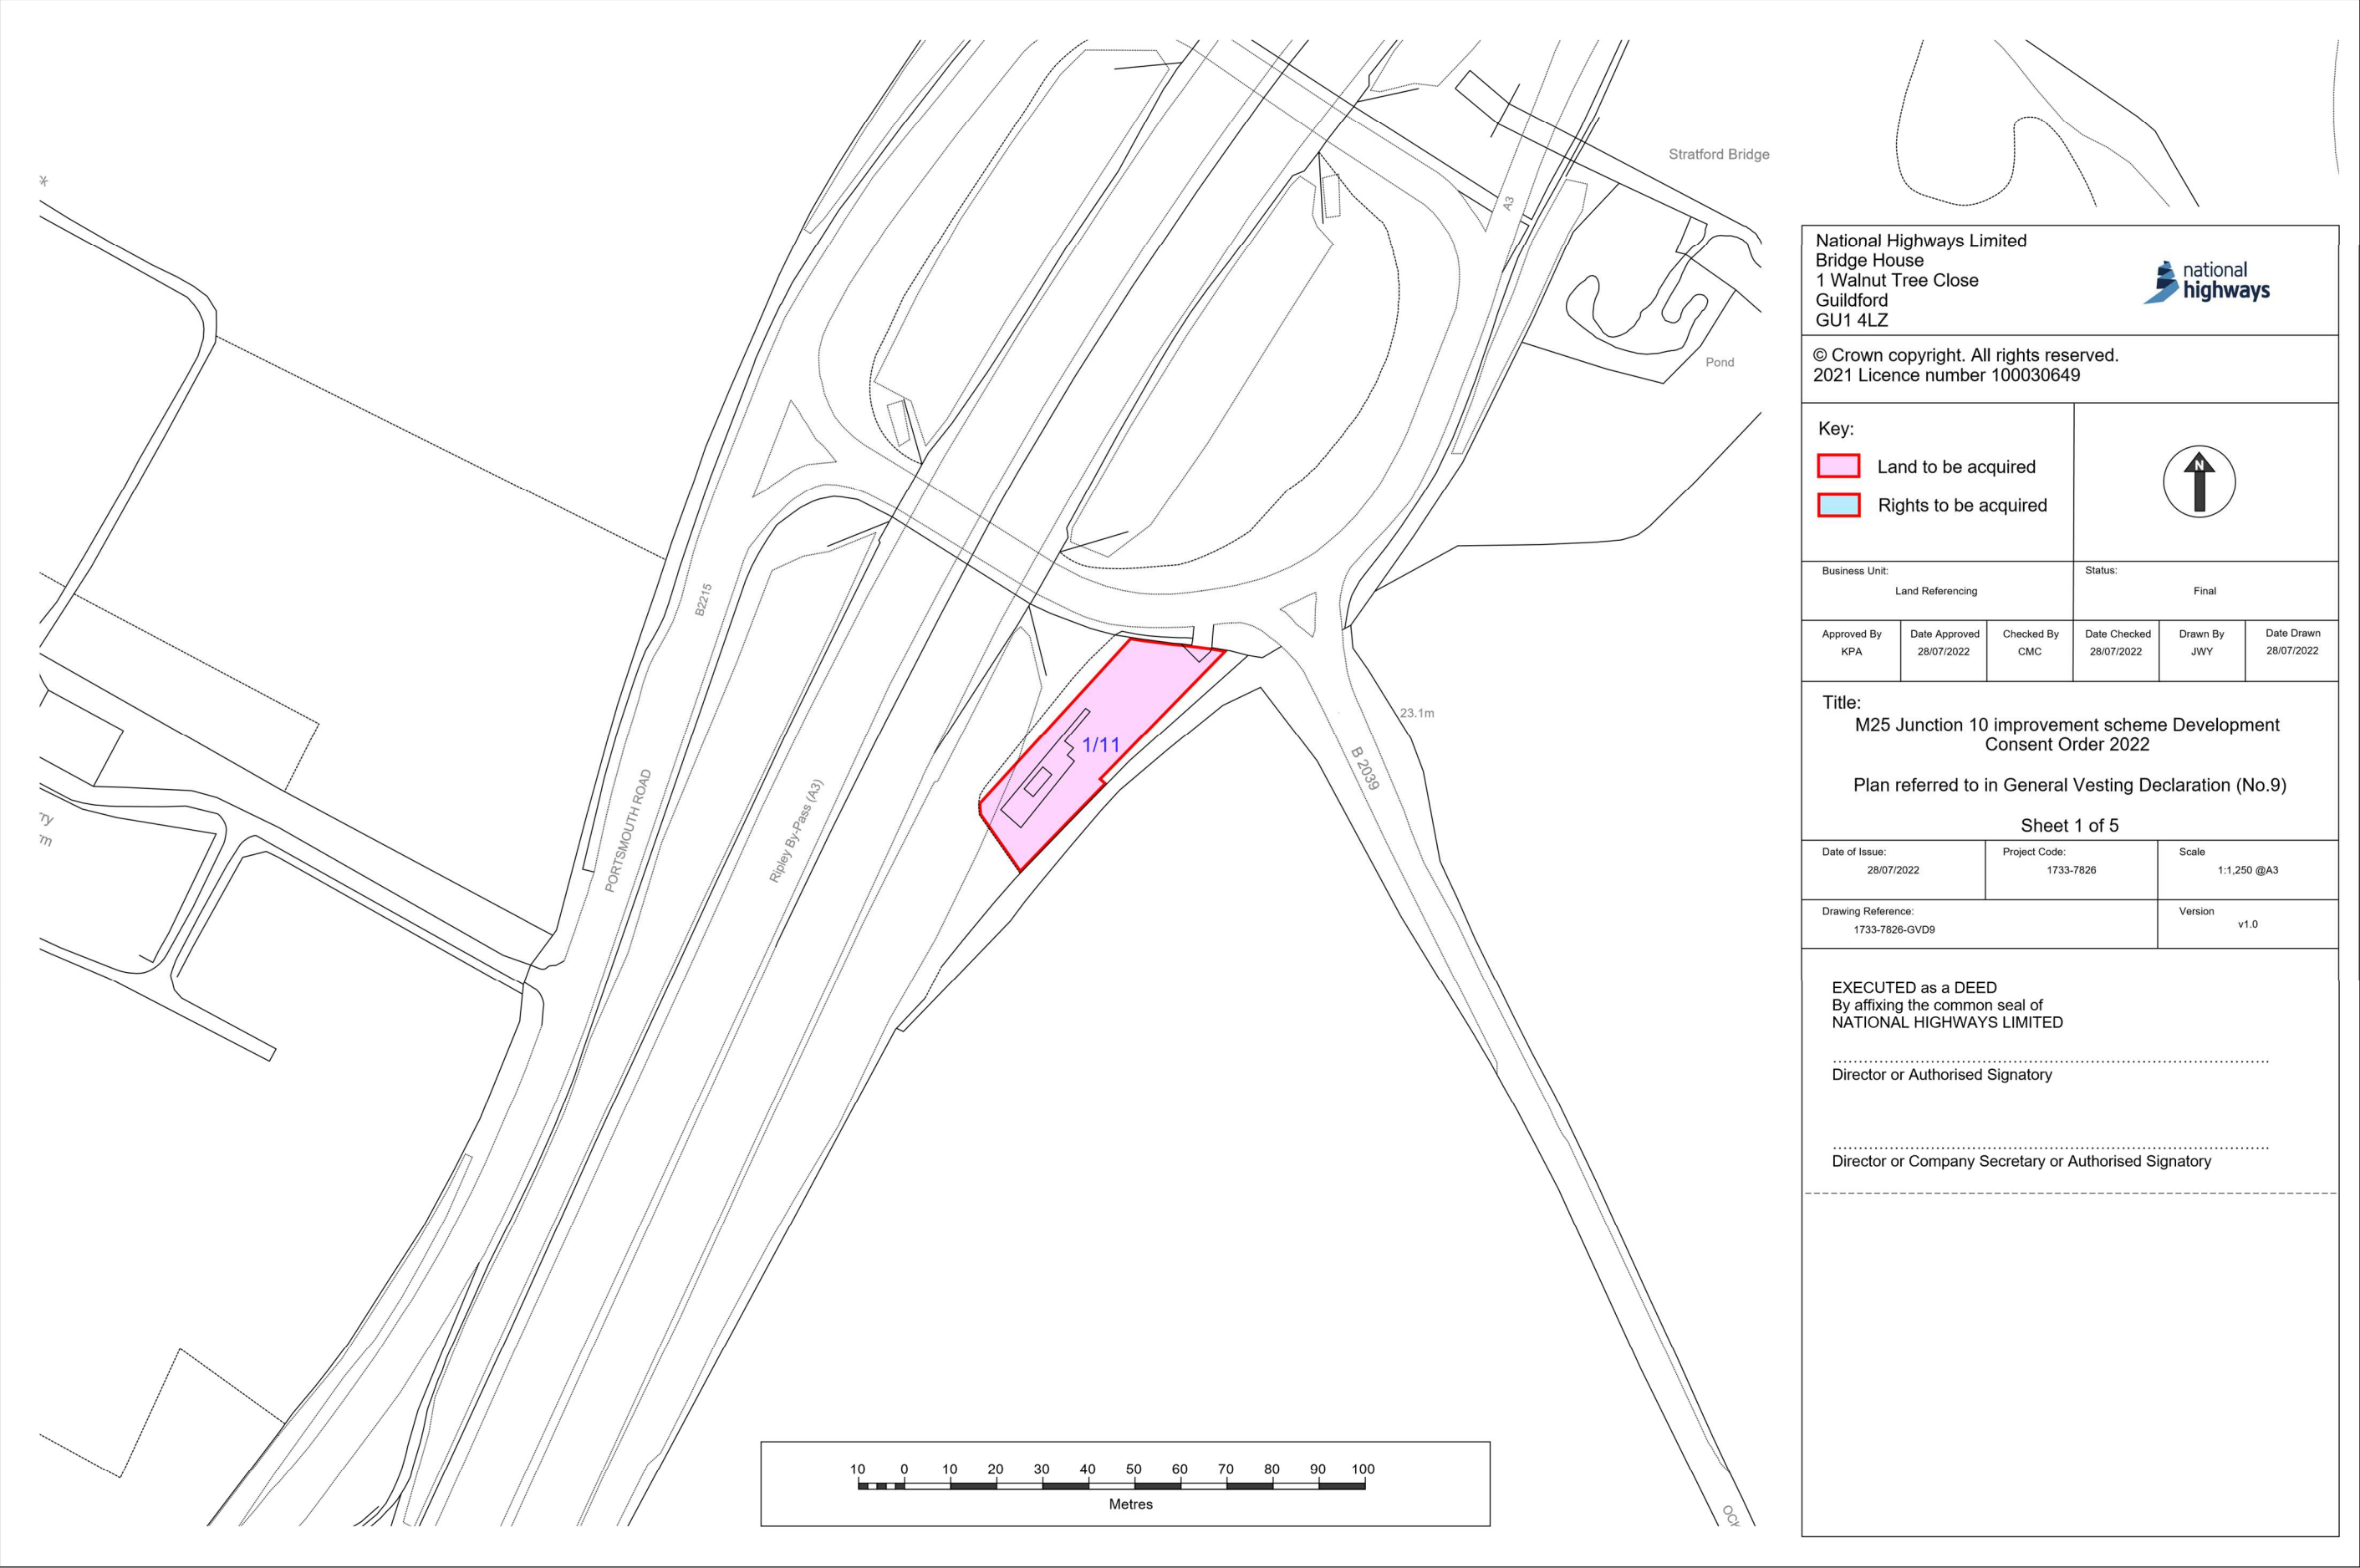 Stratford Bridge
A3
Pond
B2215
1/11
23.1m
B 2039
PORTSMOUTH ROAD
Ripley By-Pass (A3)
ry
rm
10 0 10 20 30 40 50 60 70 80 90 100
Metres
National Highways Limited
Bridge House
1 Walnut Tree Close
Guildford
GU1 4LZ
national
highways
© Crown copyright. All rights reserved.
2021 Licence number 100030649
Key:
Land to be acquired
Rights to be acquired
N
Business Unit:
Land Referencing
Status:
Final
Approved By
KPA
Date Approved
28/07/2022
Checked By
CMC
Date Checked
28/07/2022
Drawn By
JWY
Date Drawn
28/07/2022
Title:
M25 Junction 10 improvement scheme Development
Consent Order 2022
Plan referred to in General Vesting Declaration (No.9)
Sheet 1 of 5
Date of Issue:
28/07/2022
Project Code:
1733-7826
Scale
1:1,250 @A3
Drawing Reference:
1733-7826-GVD9
Version
v1.0
EXECUTED as a DEED
By affixing the common seal of
NATIONAL HIGHWAYS LIMITED
Director or Authorised Signatory
Director or Company Secretary or Authorised Signatory